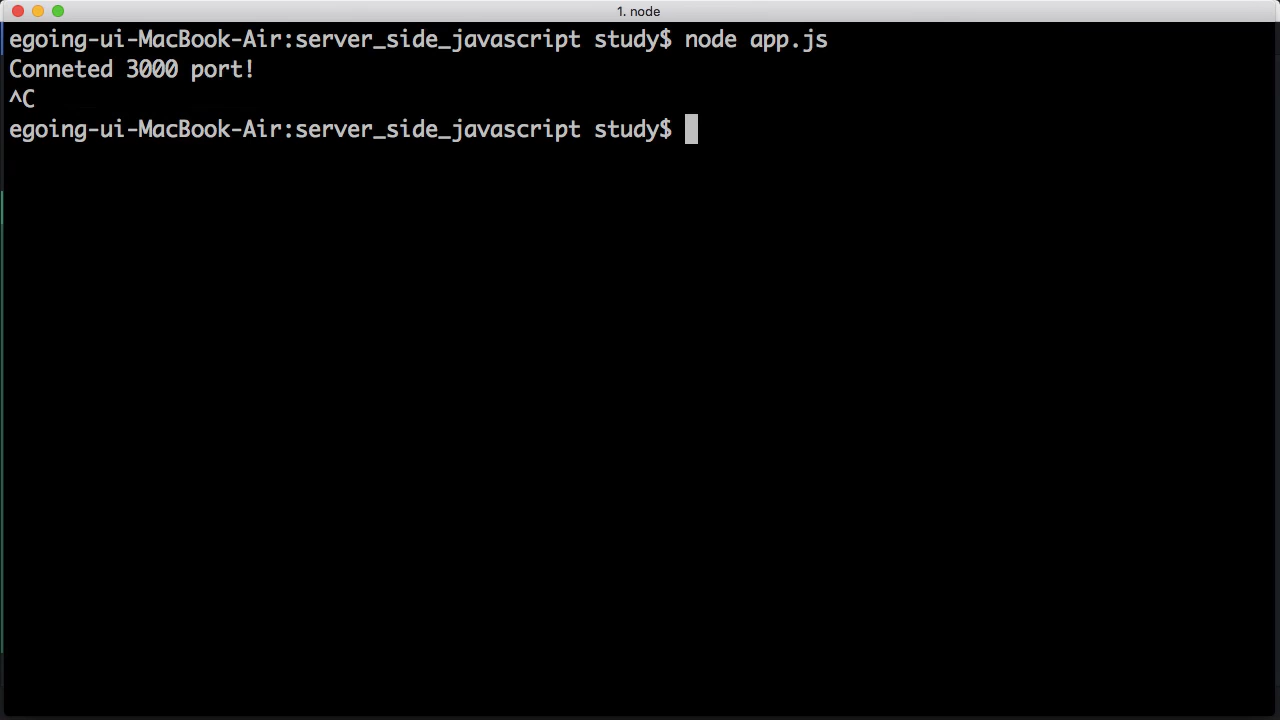 1. node
egoing-ui-MacBook-Air:server_side_javascript study$ node app.js
Conneted 3000 port!
^C
egoing-ui-MacBook-Air:server_side_javascript study$